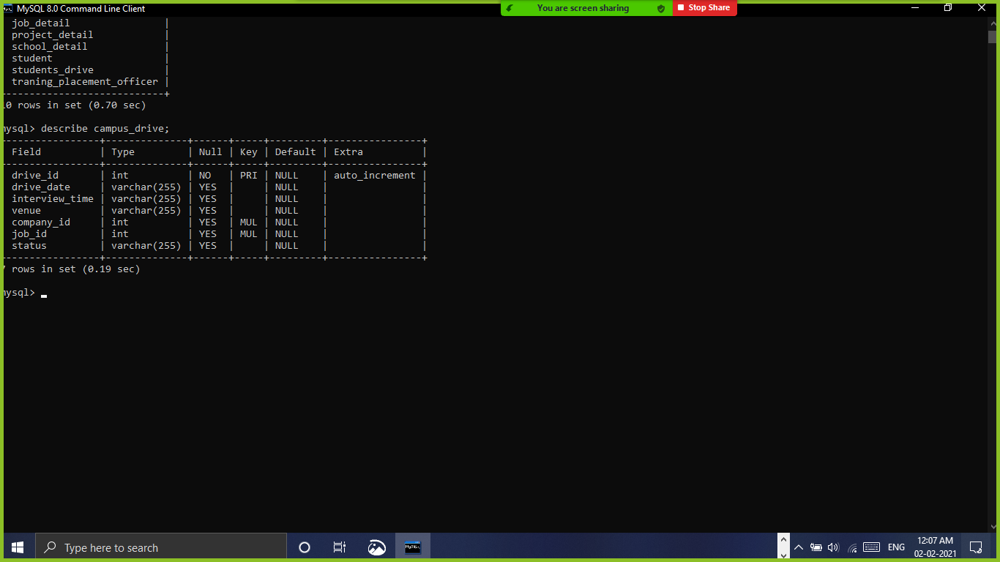 MySQL 8.0 Command Line Client
You are screen sharing
Stop Share
job_detail |
project_detail |
school_detail |
student |
students_drive |
traning_placement_officer |
---------------------------+
10 rows in set (0.70 sec)
mysql> describe campus_drive;
----------------+--------------+------+-----+---------+----------------+
Field | Type | Null | Key | Default | Extra |
----------------+--------------+------+-----+---------+----------------+
drive_id | int | NO | PRI | NULL | auto_increment |
drive_date | varchar(255) | YES | | NULL | |
interview_time | varchar(255) | YES | | NULL | |
venue | varchar(255) | YES | | NULL | |
company_id | int | YES | MUL | NULL | |
job_id | int | YES | MUL | NULL | |
status | varchar(255) | YES | | NULL | |
----------------+--------------+------+-----+---------+----------------+
7 rows in set (0.19 sec)
mysql>
Type here to search
MySQL
ENG
12:07 AM
02-02-2021